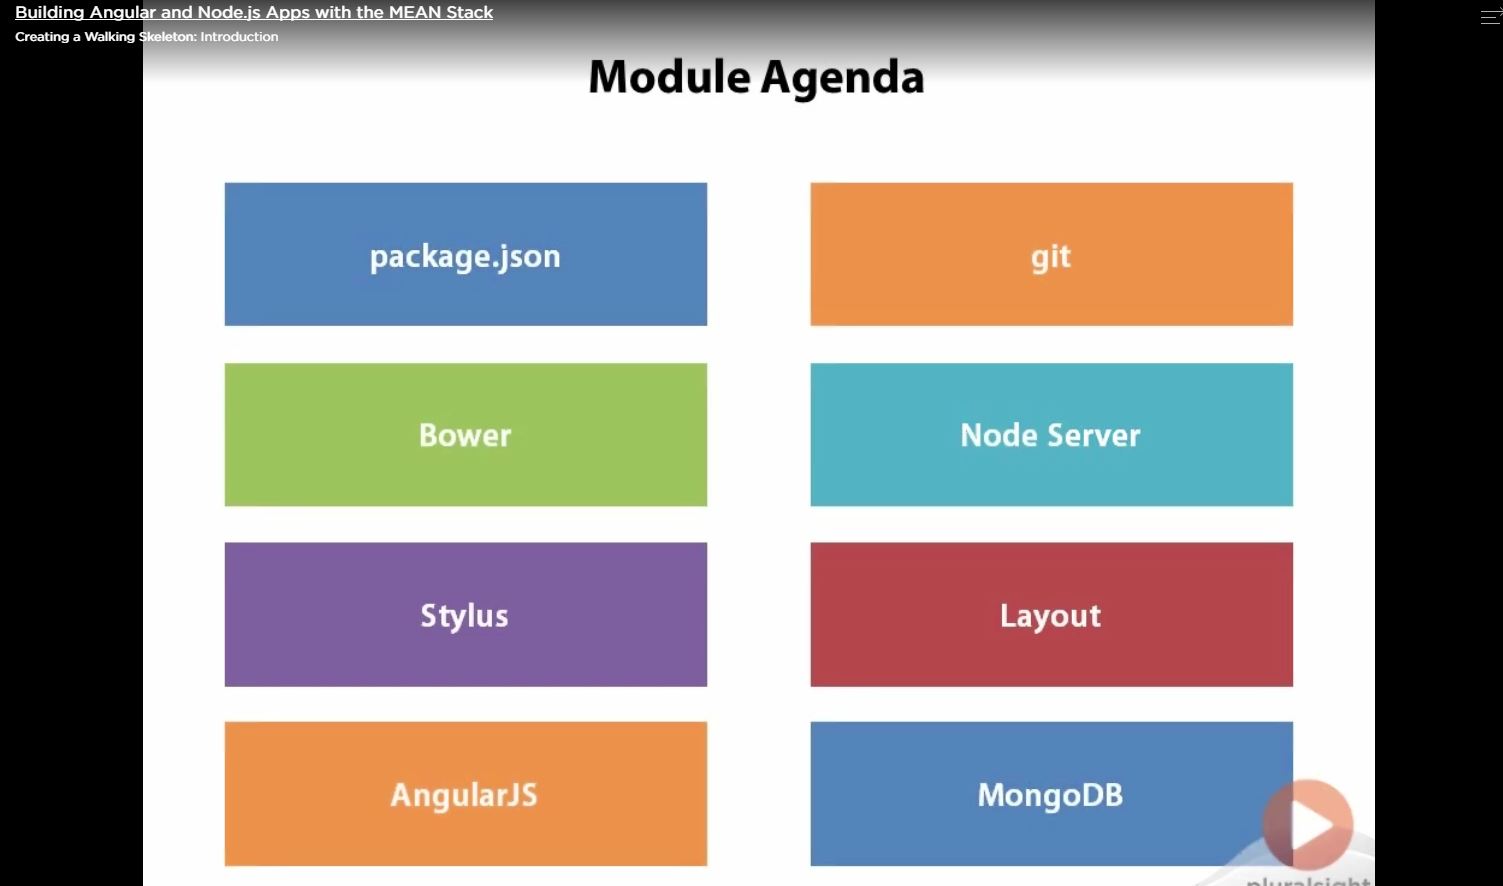 Building Angular and Node.js Apps with the MEAN Stack
Creating a Walking Skeleton: Introduction
Module Agenda
package.json
git
Bower
Node Server
Stylus
Layout
AngularJS
MongoDB
pluralsight